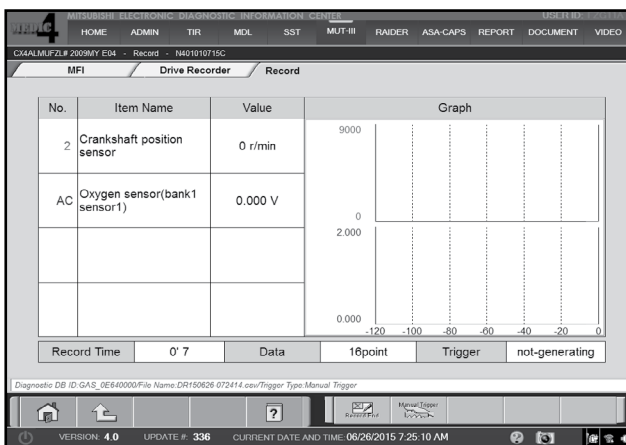 MITSUBISHI ELECTRONIC DIAGNOSTIC INFORMATION CENTER USER ID:
HOME ADMIN TIR MDL SST MUT-III RAIDER ASA-CAPS REPORT DOCUMENT VIDEO
CX4ALMUFZL# 2009MY E04 - Record - N401010715C
MFI Drive Recorder Record
No. Item Name Value Graph
2 Crankshaft position sensor 0 r/min
9000
0
AC Oxygen sensor(bank1 sensor1) 0.000 V
2.000
0.000
-120 -100 -80 -60 -40 -20 0
Record Time 0' 7 Data 16point Trigger not-generating
Diagnostic DB ID:GAS_0E640000/File Name:DR150626 072414.csv/Trigger Type:Manual Trigger
? Record End Manual Trigger
VERSION: 4.0 UPDATE #: 336 CURRENT DATE AND TIME: 06/26/2015 7:25:10 AM